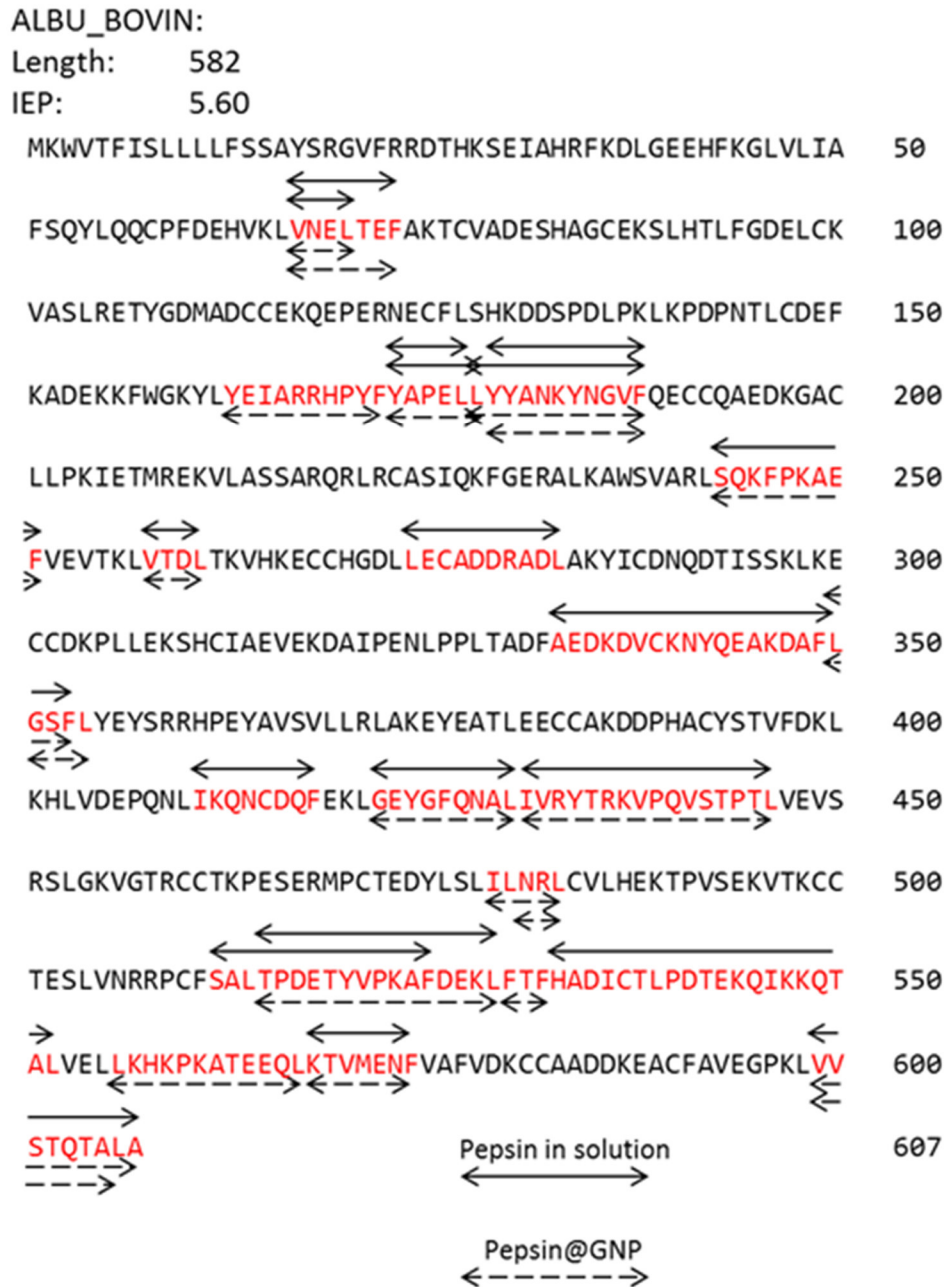 ALBU_BOVIN:
Length: 582
IEP: 5.60
MKWVTFISLLLLFSSAYSRGVFRRDTHKSEIAHRFKDLGEEHFKGLVLIA 50
FSQYLQQCPFDEHVKLVNELTEFAKTCVADESHAGCEKSLHTLFGDELCK 100
VASLRETYGDMADCCEKQEPERNECFLSHKDDSPDLPKLKPDPNTLCDEF 150
KADEKKFWGKYLYEIARRHPYFYAPELLYYANKYNGVFQECCQAEDKGAC 200
LLPKIETMREKVLASSARQRLRCASIQKFGERALKAWSVARLSQKFPKAE 250
FVEVTKLVTDLTKVHKECCHGDLLECADDRADLAKYICDNQDTISSKLKE 300
CCDKPLLEKSHCIAEVEKDAIPENLPPLTADFAEDKDVCKNYQEAKDAFL 350
GSFLYEYSRRHPEYAVSVLLRLAKEYEATLEECCAKDDPHACYSTVFDKL 400
KHLVDEPQNLIKQNCDQFEKLGEYGFQNALIVRYTRKVPQVSTPTLVEVS 450
RSLGKVGTRCCTKPESERMPCTEDYLSLILNRLCVLHEKTPVSEKVTKCC 500
TESLVNRRPCFSALTPDETYVPKAFDEKLFTFHADICTLPDTEKQIKKQT 550
ALVELLKHKPKATEEQLKTVMENFVAFVDKCCAADDKEACFAVEGPKLVV 600
STQTALA 607
Pepsin in solution
Pepsin@GNP